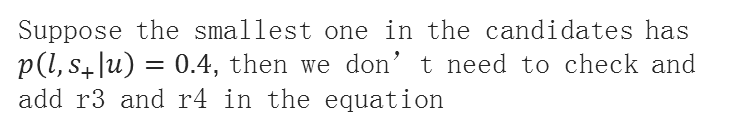 Suppose the smallest one in the candidates has
p(l, s₊|u) = 0.4, then we don’t need to check and
add r3 and r4 in the equation